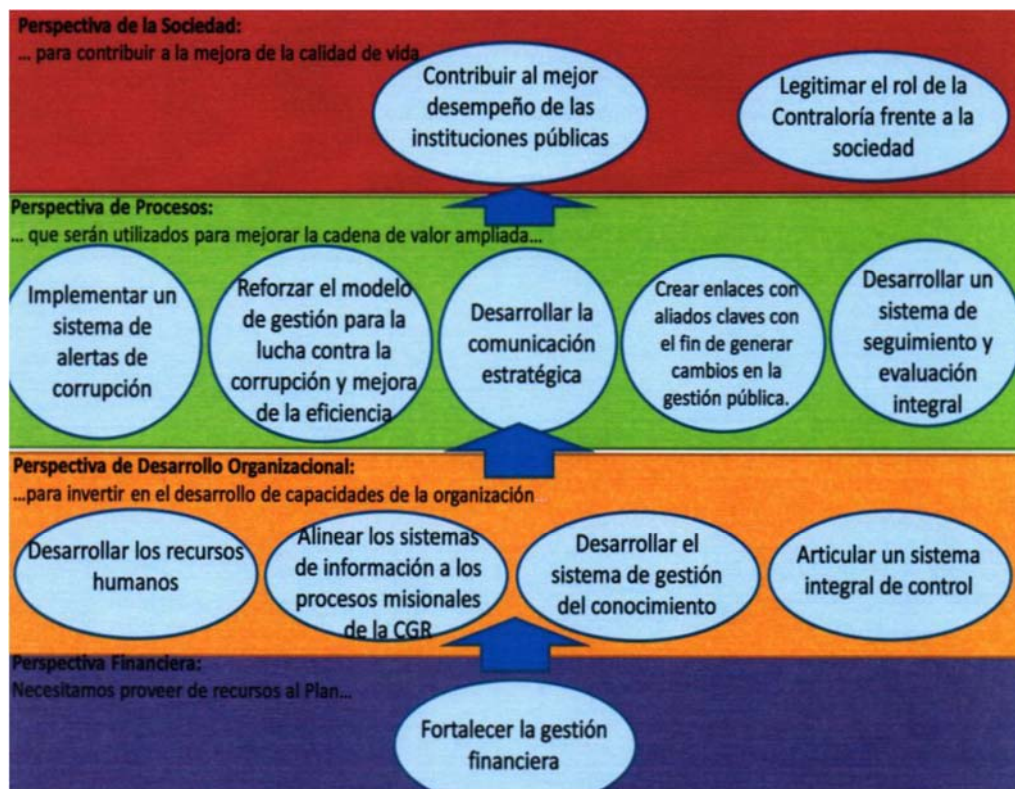 Perspectiva de la Sociedad:
... para contribuir a la mejora de la calidad de vida...
Contribuir al mejor
desempeño de las
instituciones públicas
Legitimar el rol de la
Contraloría frente a la
sociedad
Perspectiva de Procesos:
... que serán utilizados para mejorar la cadena de valor ampliada...
Implementar un
sistema de
alertas de
corrupción
Reforzar el modelo
de gestión para la
lucha contra la
corrupción y mejora
de la eficiencia
Desarrollar la
comunicación
estratégica
Crear enlaces con
aliados claves con
el fin de generar
cambios en la
gestión pública.
Desarrollar un
sistema de
seguimiento y
evaluación
integral
Perspectiva de Desarrollo Organizacional:
...para invertir en el desarrollo de capacidades de la organización...
Desarrollar los recursos
humanos
Alinear los sistemas
de información a los
procesos misionales
de la CGR
Desarrollar el
sistema de gestión
del conocimiento
Articular un sistema
integral de control
Perspectiva Financiera:
Necesitamos proveer de recursos al Plan...
Fortalecer la gestión
financiera